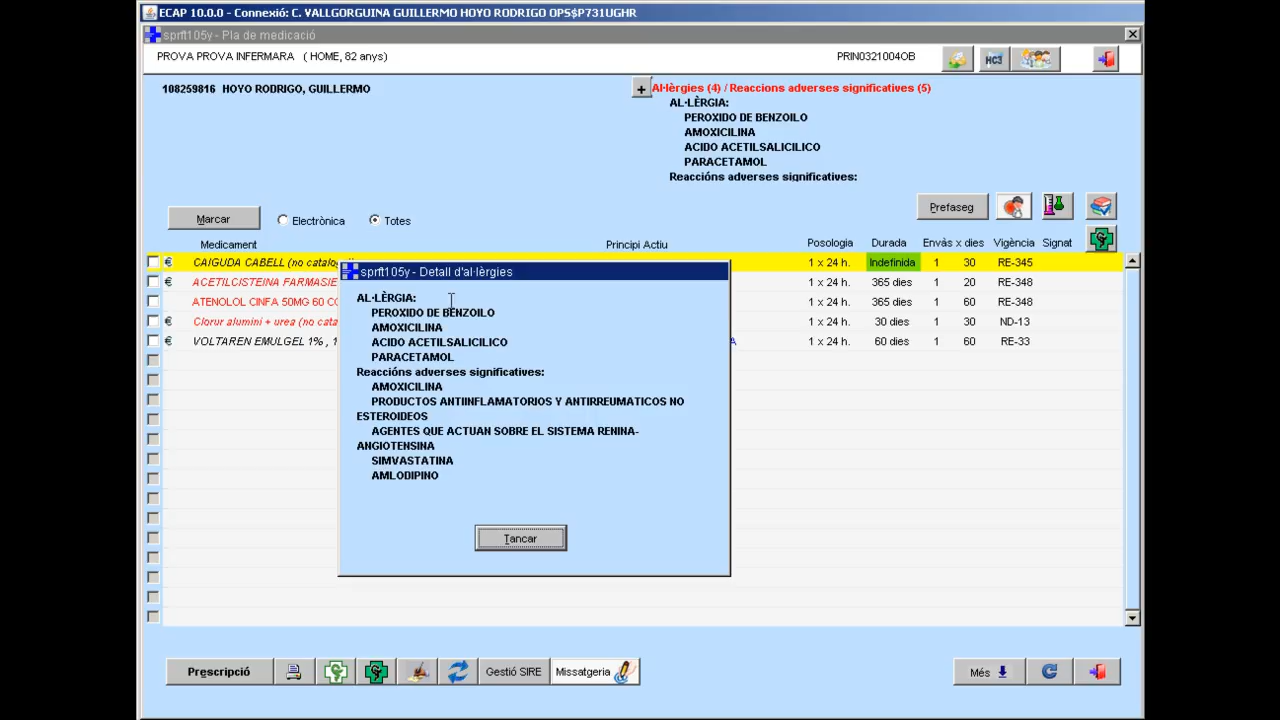 ECAP 10.0.0 - Connexió: C. VALLGORGUINA GUILLERMO HOYO RODRIGO OPS$P731UGHR
sprft105y - Pla de medicació
PROVA PROVA INFERMARA ( HOME, 82 anys)
PRIN0321004OB
HC3
108259816 HOYO RODRIGO, GUILLERMO
+ Al·lèrgies (4) / Reaccions adverses significatives (5)
AL·LÈRGIA:
PEROXIDO DE BENZOILO
AMOXICILINA
ACIDO ACETILSALICILICO
PARACETAMOL
Reaccións adverses significatives:
Marcar
Electrònica
Totes
Prefaseg
Medicament Principi Actiu Posologia Durada Envàs x dies Vigència Signat
€ CAIGUDA CABELL (no catalo 1 x 24 h. Indefinida 1 30 RE-345
€ ACETILCISTEINA FARMASIE 1 x 24 h. 365 dies 1 20 RE-348
ATENOLOL CINFA 50MG 60 CO 1 x 24 h. 365 dies 1 60 RE-348
€ Clorur alumini + urea (no cata 1 x 24 h. 30 dies 1 30 ND-13
€ VOLTAREN EMULGEL 1% , 1 A 1 x 24 h. 60 dies 1 60 RE-33
sprft105y - Detall d'al·lèrgies
AL·LÈRGIA:
PEROXIDO DE BENZOILO
AMOXICILINA
ACIDO ACETILSALICILICO
PARACETAMOL
Reaccións adverses significatives:
AMOXICILINA
PRODUCTOS ANTIINFLAMATORIOS Y ANTIRREUMATICOS NO
ESTEROIDEOS
AGENTES QUE ACTUAN SOBRE EL SISTEMA RENINA-
ANGIOTENSINA
SIMVASTATINA
AMLODIPINO
Tancar
Prescripció
Gestió SIRE
Missatgeria
Més